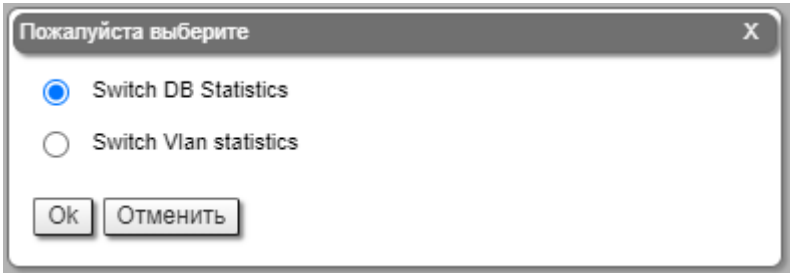 Пожалуйста выберите X
Switch DB Statistics
Switch Vlan statistics
Ok Отменить